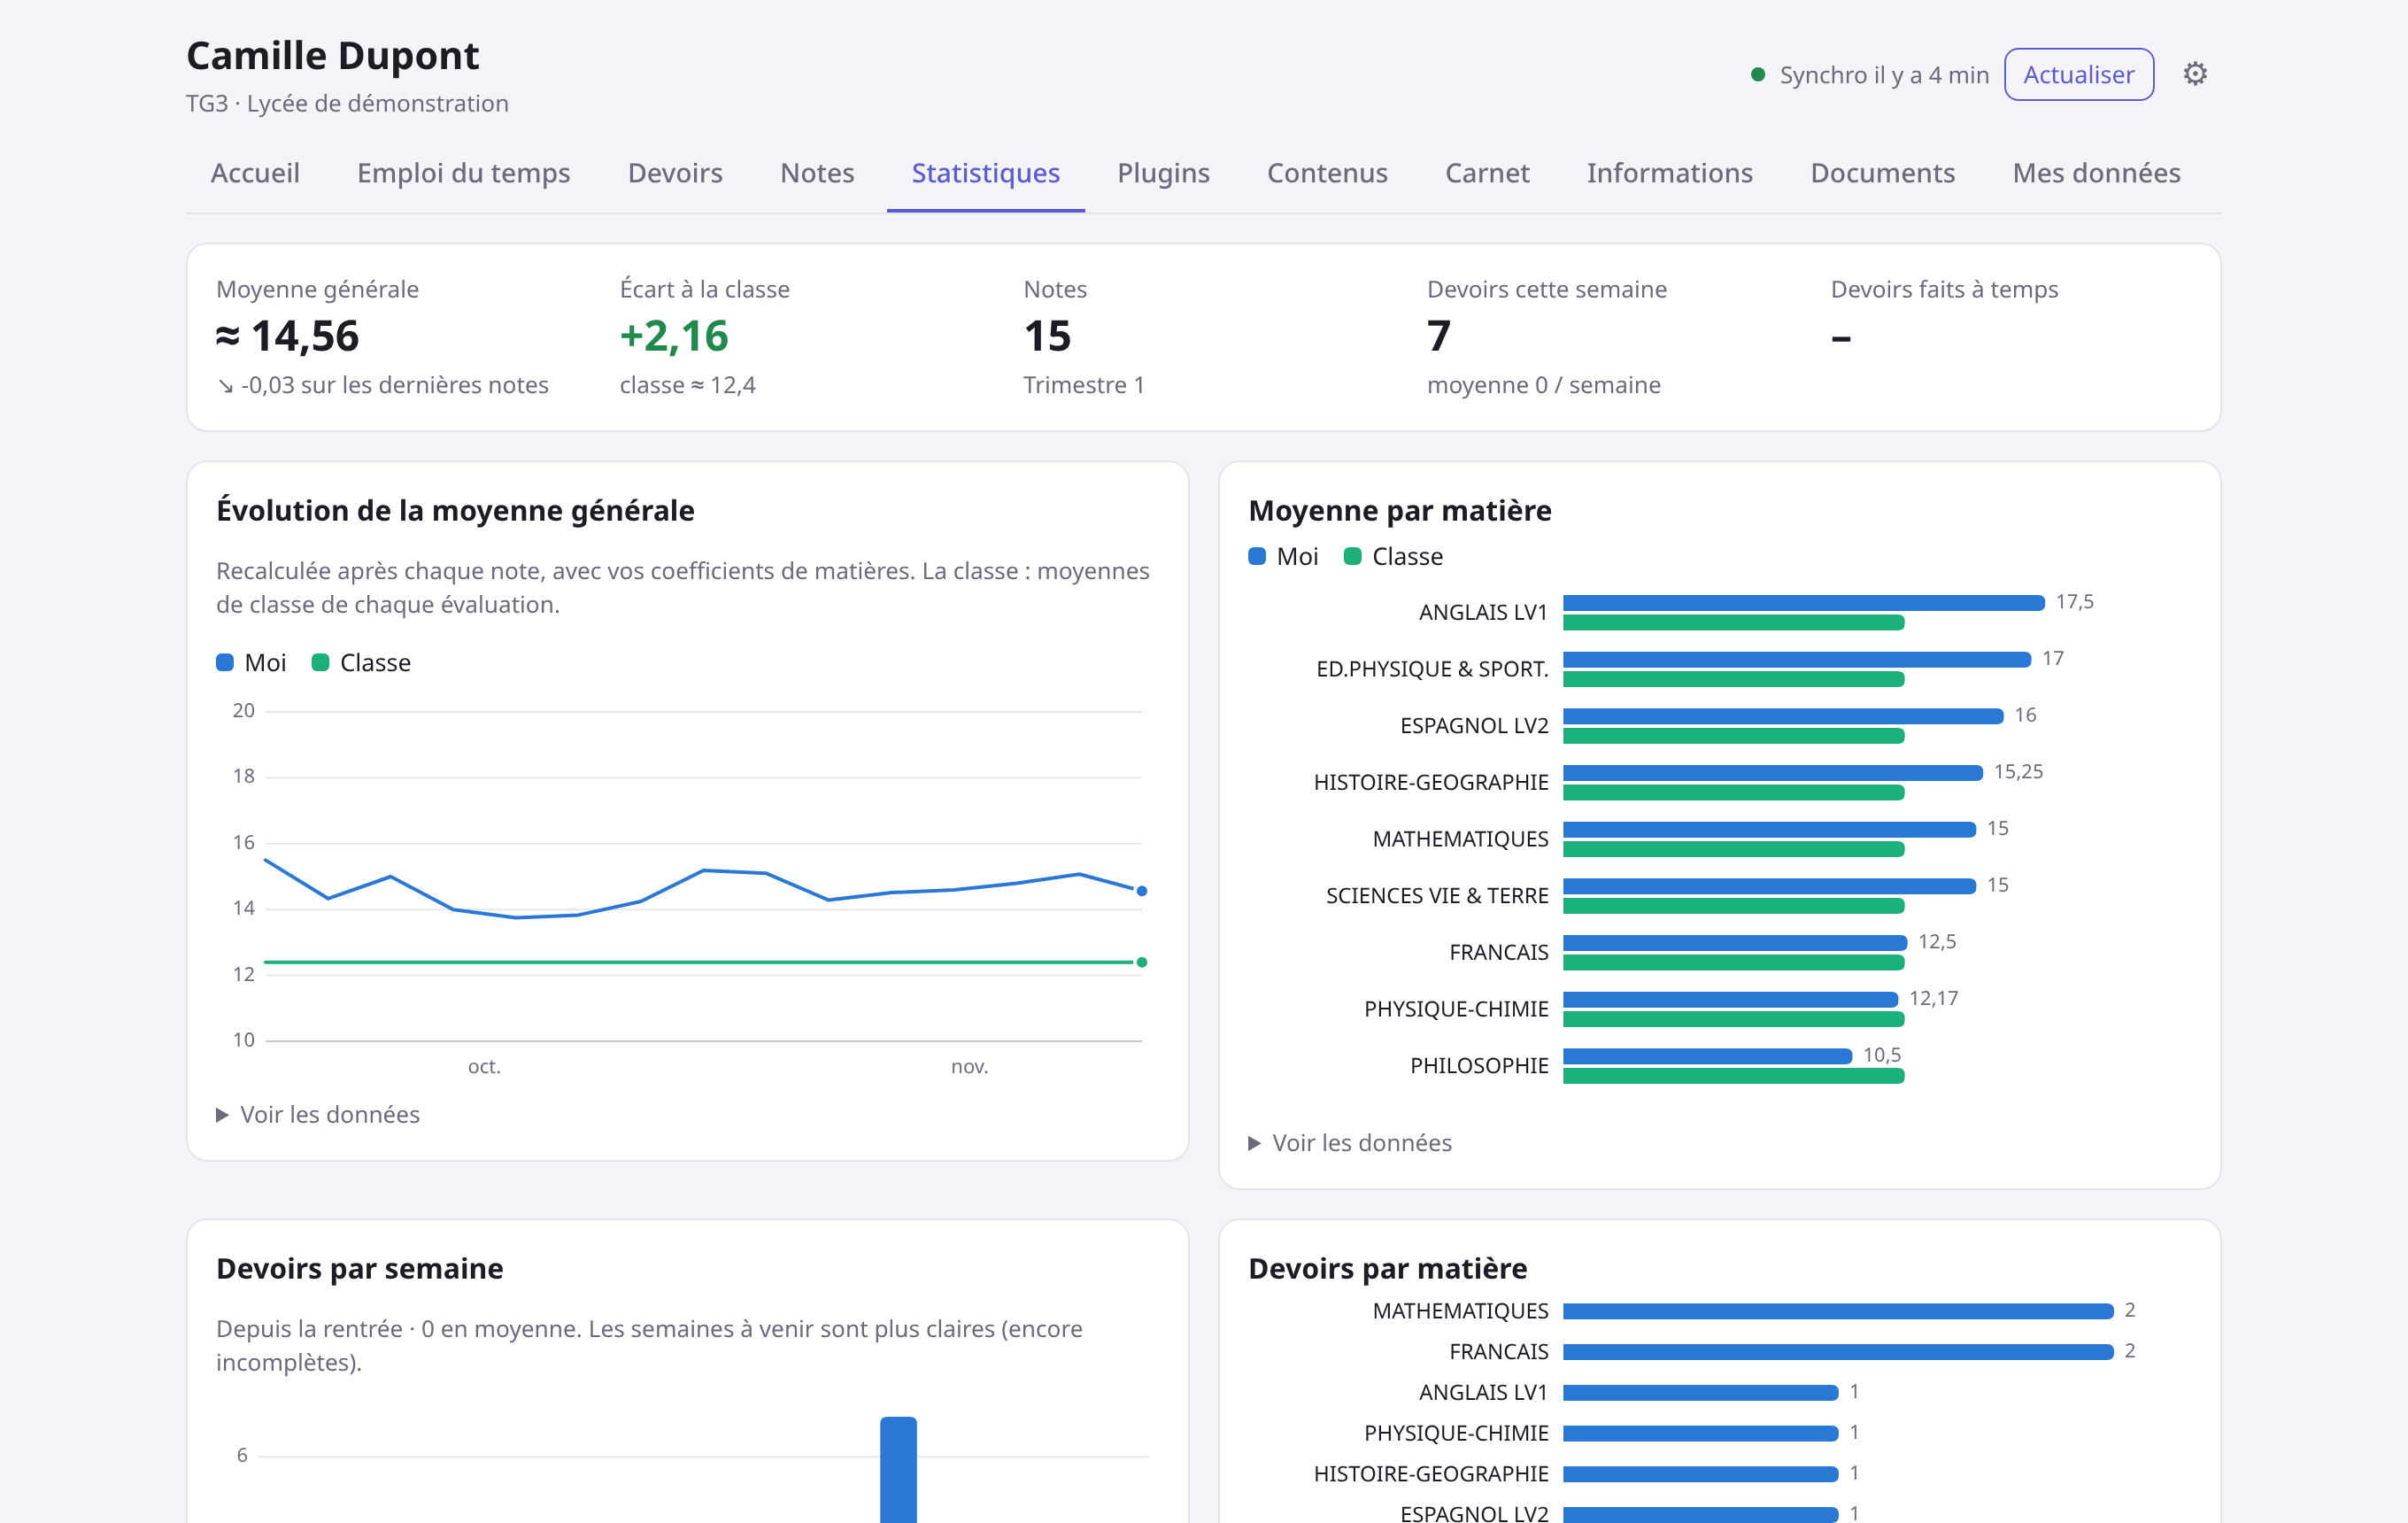 Camille Dupont
TG3 · Lycée de démonstration
Synchro il y a 4 min
Actualiser
Accueil
Emploi du temps
Devoirs
Notes
Statistiques
Plugins
Contenus
Carnet
Informations
Documents
Mes données
Moyenne générale
≈ 14,56
↘ -0,03 sur les dernières notes
Écart à la classe
+2,16
classe ≈ 12,4
Notes
15
Trimestre 1
Devoirs cette semaine
7
moyenne 0 / semaine
Devoirs faits à temps
–
Évolution de la moyenne générale
Recalculée après chaque note, avec vos coefficients de matières. La classe : moyennes
de classe de chaque évaluation.
Moi
Classe
20
18
16
14
12
10
oct.
nov.
Voir les données
Moyenne par matière
Moi
Classe
ANGLAIS LV1 17,5
ED.PHYSIQUE & SPORT. 17
ESPAGNOL LV2 16
HISTOIRE-GEOGRAPHIE 15,25
MATHEMATIQUES 15
SCIENCES VIE & TERRE 15
FRANCAIS 12,5
PHYSIQUE-CHIMIE 12,17
PHILOSOPHIE 10,5
Voir les données
Devoirs par semaine
Depuis la rentrée · 0 en moyenne. Les semaines à venir sont plus claires (encore
incomplètes).
6
Devoirs par matière
MATHEMATIQUES 2
FRANCAIS 2
ANGLAIS LV1 1
PHYSIQUE-CHIMIE 1
HISTOIRE-GEOGRAPHIE 1
ESPAGNOL LV2 1